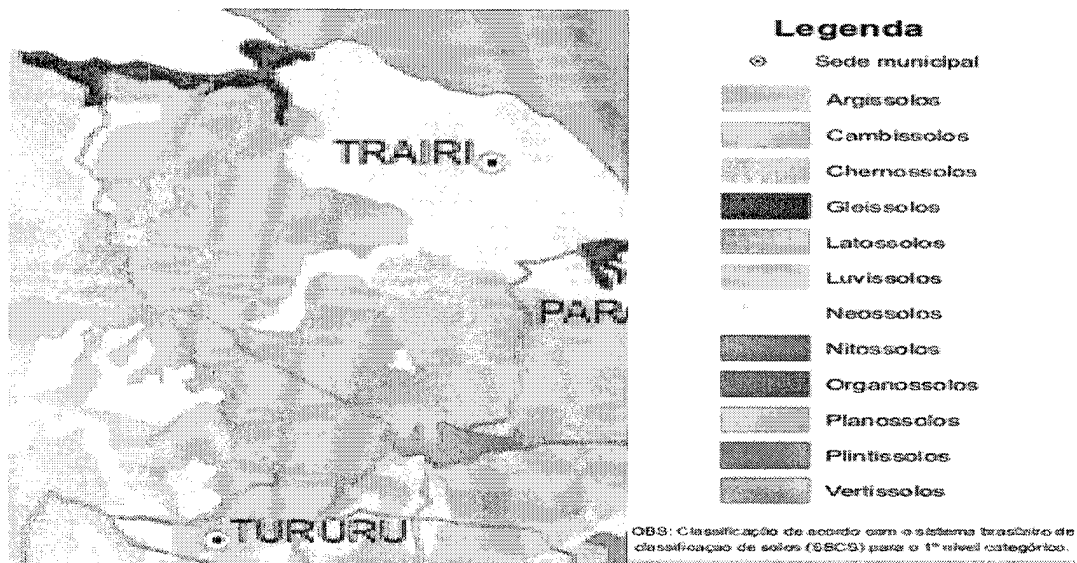 Legenda
Sede municipal
Argissolos
Cambissolos
Chernossolos
Gleissolos
Latossolos
Luvissolos
Neossolos
Nitossolos
Organossolos
Planossolos
Plintissolos
Vertissolos
TRAIRI
PARA
TURURU
OBS: Classificação de acordo com o sistema brasileiro de
classificação de solos (SBCS) para o 1º nível categórico.